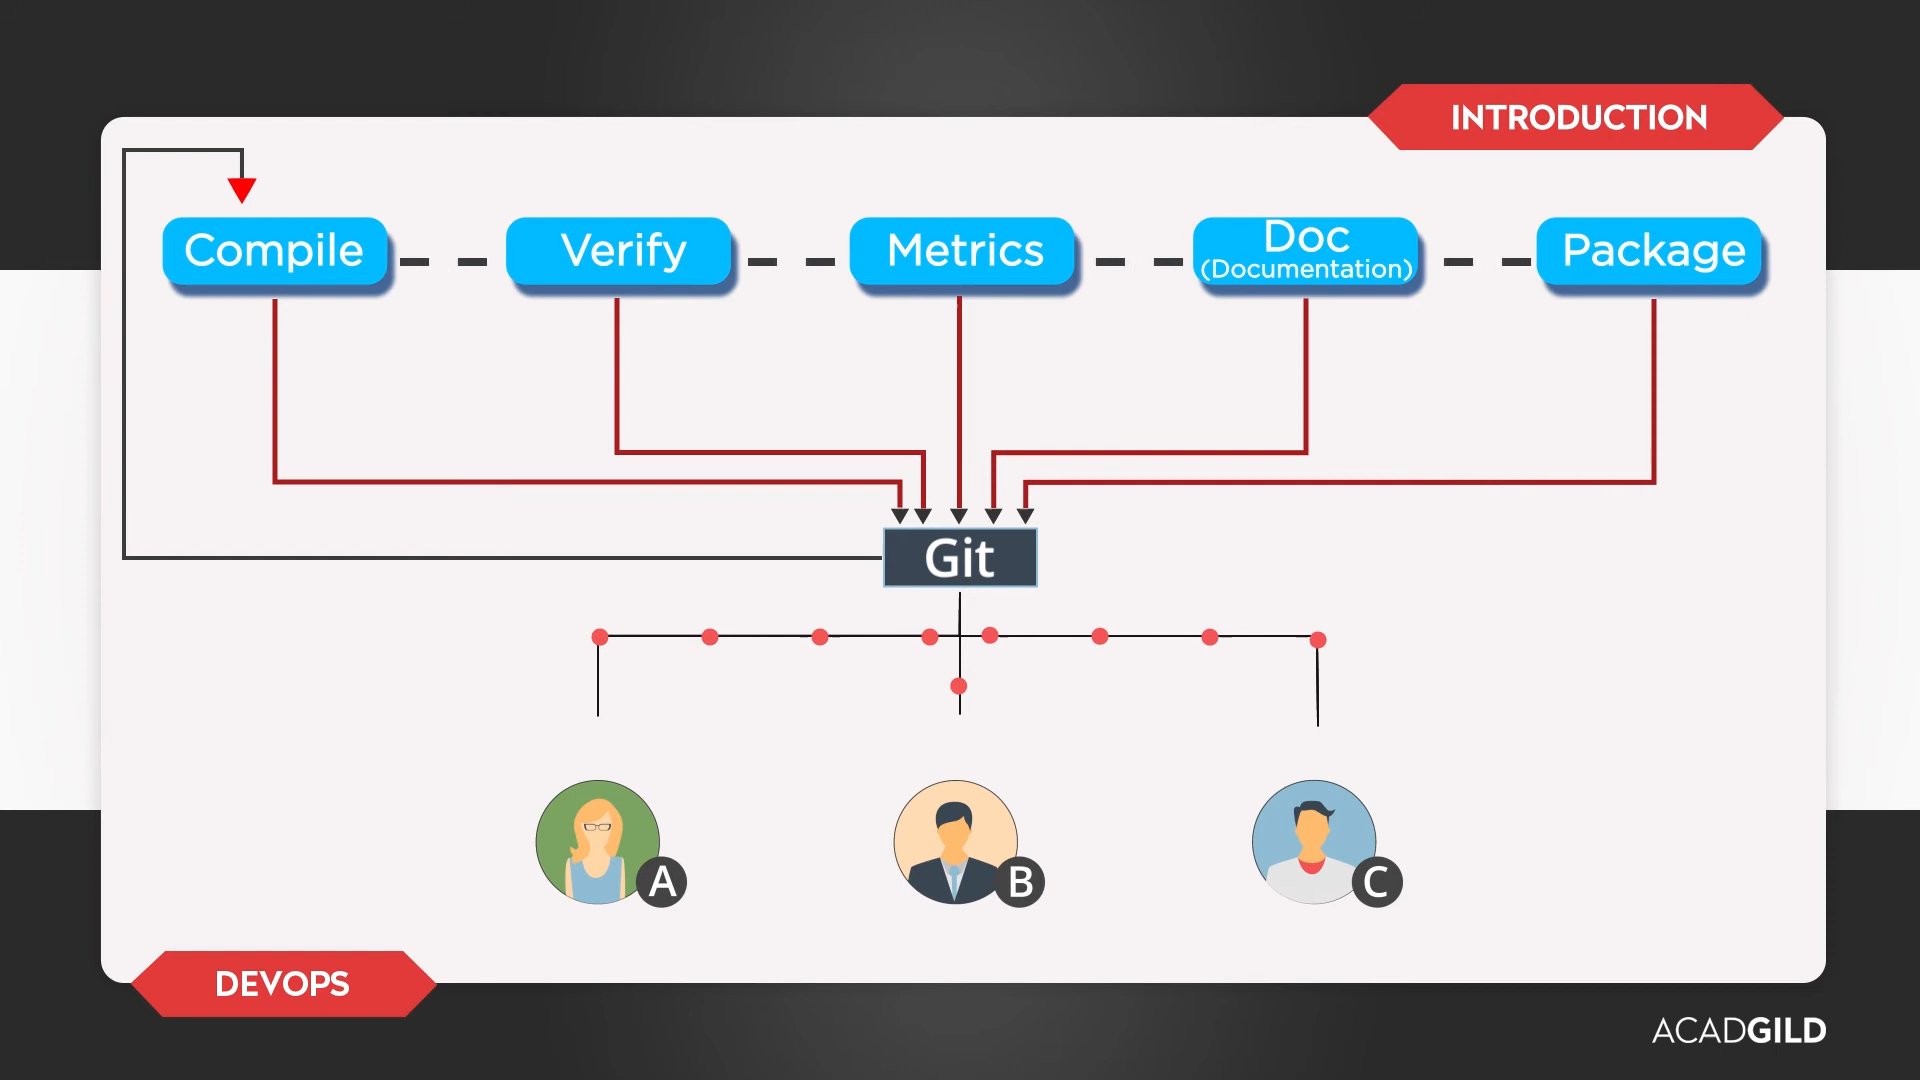 INTRODUCTION
Compile
Verify
Metrics
Doc
(Documentation)
Package
Git
A
B
C
DEVOPS
ACADGILD